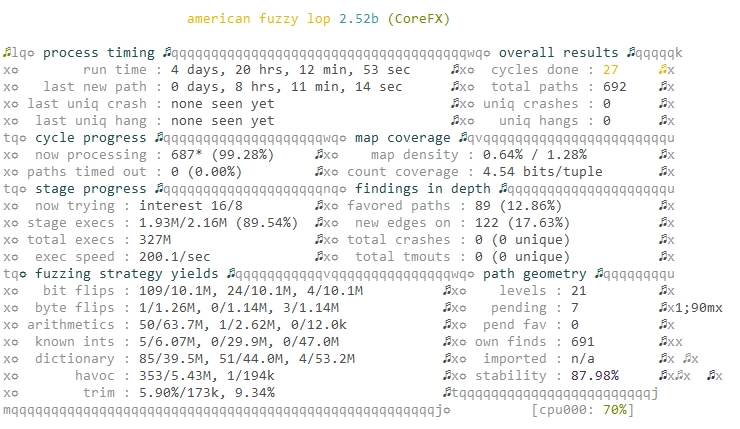 american fuzzy lop 2.52b (CoreFX)
♬lq☼ process timing ♬qqqqqqqqqqqqqqqqqqqqqqqqqqqqqqqqqqqqqwq☼ overall results ♬qqqqqk
x☼ run time : 4 days, 20 hrs, 12 min, 53 sec ♬x☼ cycles done : 27 ♬x
x☼ last new path : 0 days, 8 hrs, 11 min, 14 sec ♬x☼ total paths : 692 ♬x
x☼ last uniq crash : none seen yet ♬x☼ uniq crashes : 0 ♬x
x☼ last uniq hang : none seen yet ♬x☼ uniq hangs : 0 ♬x
tq☼ cycle progress ♬qqqqqqqqqqqqqqqqqqqqwq☼ map coverage ♬qvqqqqqqqqqqqqqqqqqqqqqqqu
x☼ now processing : 687* (99.28%) ♬x☼ map density : 0.64% / 1.28% ♬x
x☼ paths timed out : 0 (0.00%) ♬x☼ count coverage : 4.54 bits/tuple ♬x
tq☼ stage progress ♬qqqqqqqqqqqqqqqqqqqqnq☼ findings in depth ♬qqqqqqqqqqqqqqqqqqqqu
x☼ now trying : interest 16/8 ♬x☼ favored paths : 89 (12.86%) ♬x
x☼ stage execs : 1.93M/2.16M (89.54%) ♬x☼ new edges on : 122 (17.63%) ♬x
x☼ total execs : 327M ♬x☼ total crashes : 0 (0 unique) ♬x
x☼ exec speed : 200.1/sec ♬x☼ total tmouts : 0 (0 unique) ♬x
tq☼ fuzzing strategy yields ♬qqqqqqqqqqqvqqqqqqqqqqqqqqqwq☼ path geometry ♬qqqqqqqqu
x☼ bit flips : 109/10.1M, 24/10.1M, 4/10.1M ♬x☼ levels : 21 ♬x
x☼ byte flips : 1/1.26M, 0/1.14M, 3/1.14M ♬x☼ pending : 7 ♬x1;90mx
x☼ arithmetics : 50/63.7M, 1/2.62M, 0/12.0k ♬x☼ pend fav : 0 ♬x
x☼ known ints : 5/6.07M, 0/29.9M, 0/47.0M ♬x☼ own finds : 691 ♬xx
x☼ dictionary : 85/39.5M, 51/44.0M, 4/53.2M ♬x☼ imported : n/a ♬x ♬x
x☼ havoc : 353/5.43M, 1/194k ♬x☼ stability : 87.98% ♬x♬x ♬x
x☼ trim : 5.90%/173k, 9.34% ♬tqqqqqqqqqqqqqqqqqqqqqqqqj
mqqqqqqqqqqqqqqqqqqqqqqqqqqqqqqqqqqqqqqqqqqqqqqqqqqqqqj☼ [cpu000: 70%]